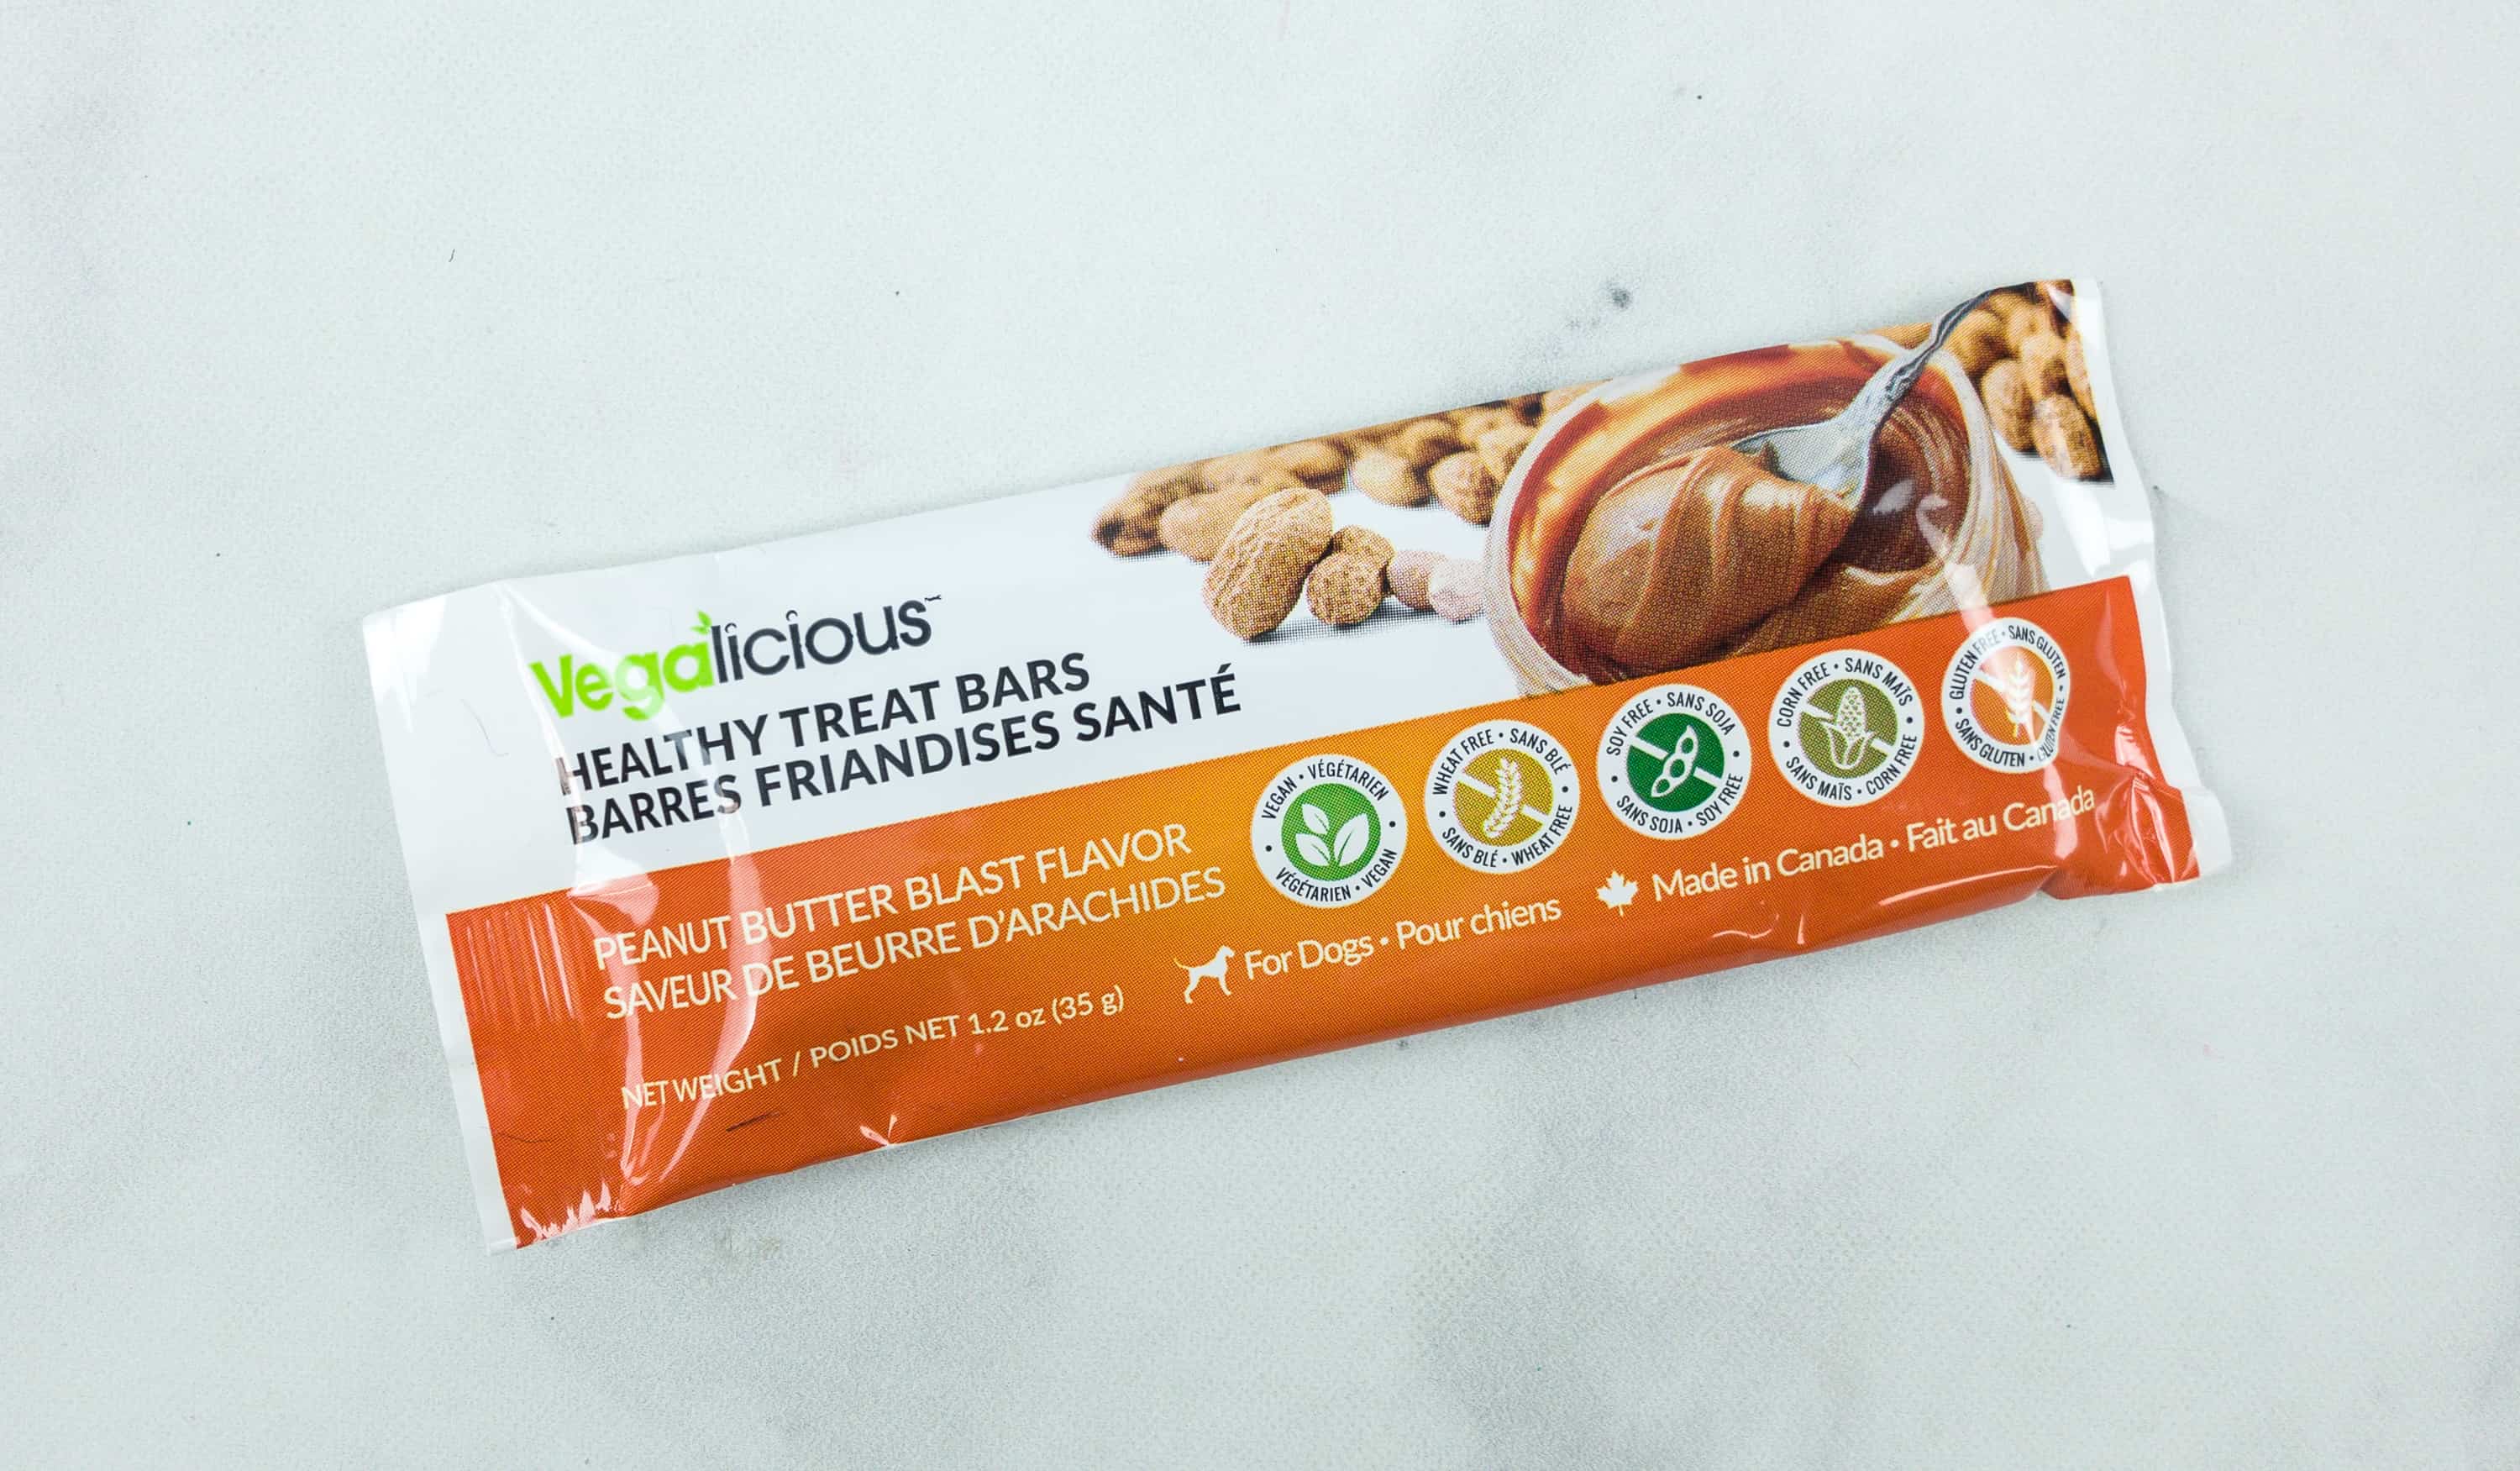 Vegalicious™
HEALTHY TREAT BARS
BARRES FRIANDISES SANTÉ
PEANUT BUTTER BLAST FLAVOR
SAVEUR DE BEURRE D'ARACHIDES
NET WEIGHT / POIDS NET 1.2 oz (35 g)
VEGAN • VÉGÉTARIEN • VEGAN • VÉGÉTARIEN •
WHEAT FREE • SANS BLÉ • WHEAT FREE • SANS BLÉ •
SOY FREE • SANS SOJA • SOY FREE • SANS SOJA •
CORN FREE • SANS MAÏS • CORN FREE • SANS MAÏS •
GLUTEN FREE • SANS GLUTEN • GLUTEN FREE • SANS GLUTEN •
For Dogs • Pour chiens
Made in Canada • Fait au Canada